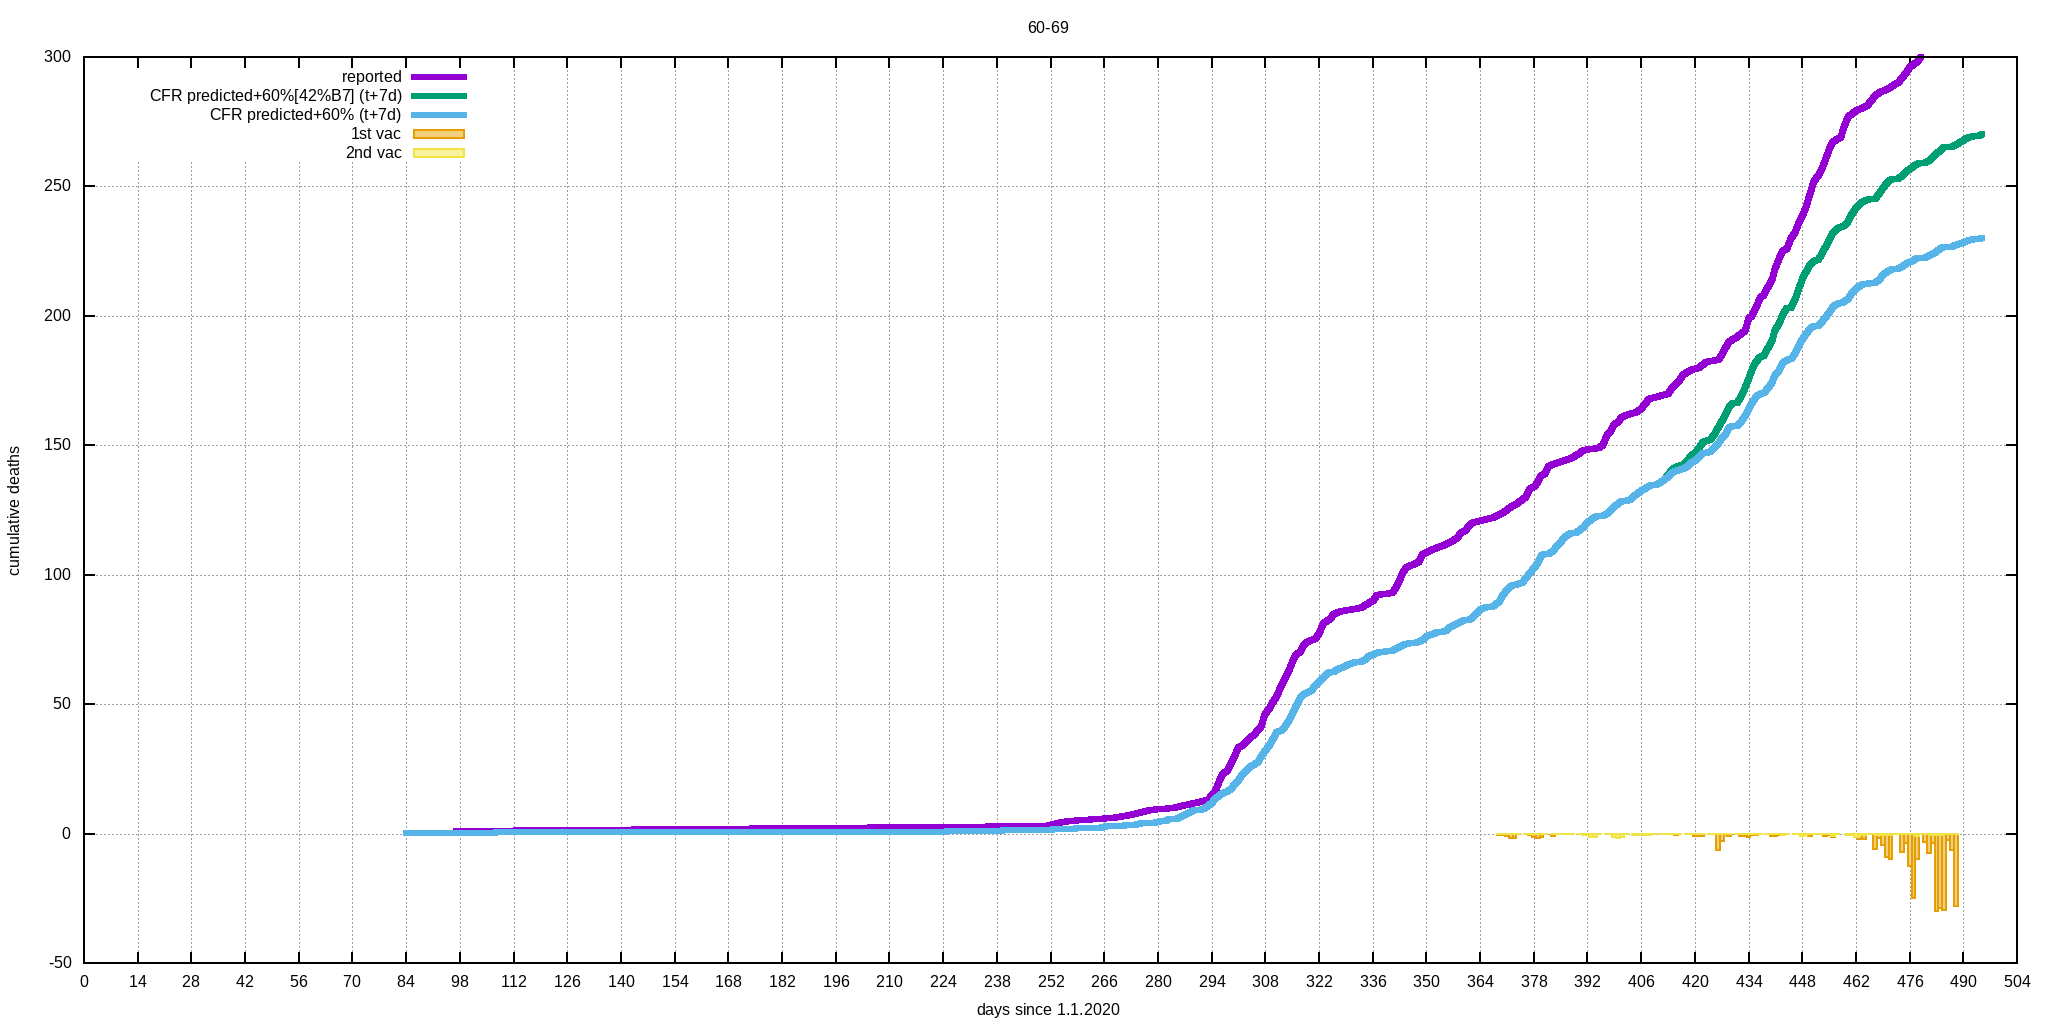 60-69
300
250
200
150
100
50
0
-50
reported
CFR predicted+60%[42%B7] (t+7d)
CFR predicted+60% (t+7d)
1st vac
2nd vac
cumulative deaths
0 14 28 42 56 70 84 98 112 126 140 154 168 182 196 210 224 238 252 266 280 294 308 322 336 350 364 378 392 406 420 434 448 462 476 490 504
days since 1.1.2020